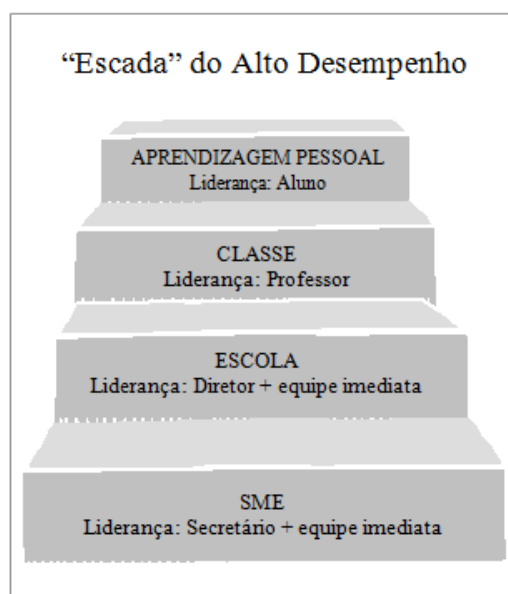 “Escada” do Alto Desempenho
APRENDIZAGEM PESSOAL
Liderança: Aluno
CLASSE
Liderança: Professor
ESCOLA
Liderança: Diretor + equipe imediata
SME
Liderança: Secretário + equipe imediata